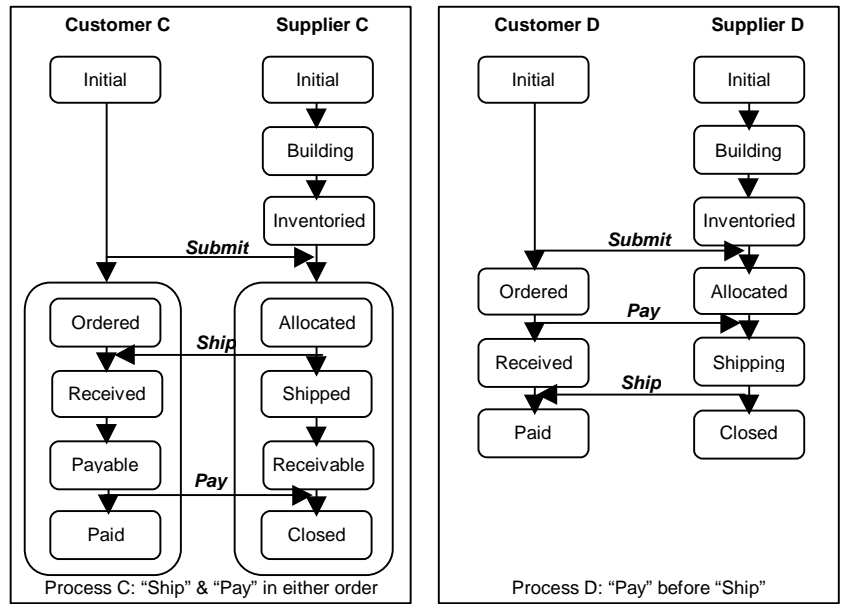 Customer C
Supplier C
Initial
Initial
Building
Inventoried
Submit
Ordered
Allocated
Ship
Received
Shipped
Payable
Receivable
Pay
Paid
Closed
Process C: “Ship” & “Pay” in either order
Customer D
Supplier D
Initial
Initial
Building
Inventoried
Submit
Ordered
Allocated
Pay
Received
Shipping
Ship
Paid
Closed
Process D: “Pay” before “Ship”